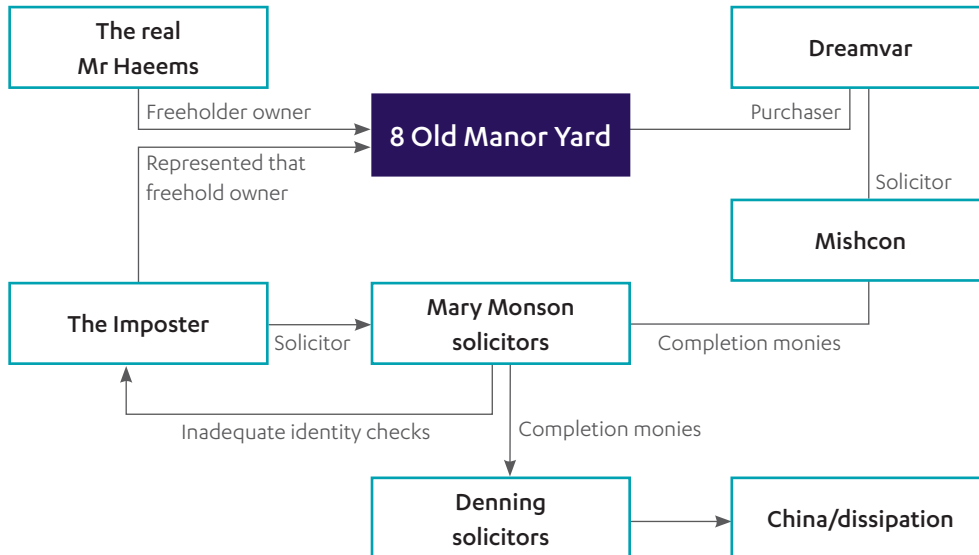 The real
Mr Haeems
Dreamvar
Freeholder owner
8 Old Manor Yard
Purchaser
Represented that
freehold owner
Solicitor
Mishcon
The Imposter
Solicitor
Mary Monson
solicitors
Completion monies
Inadequate identity checks
Completion monies
Denning
solicitors
China/dissipation